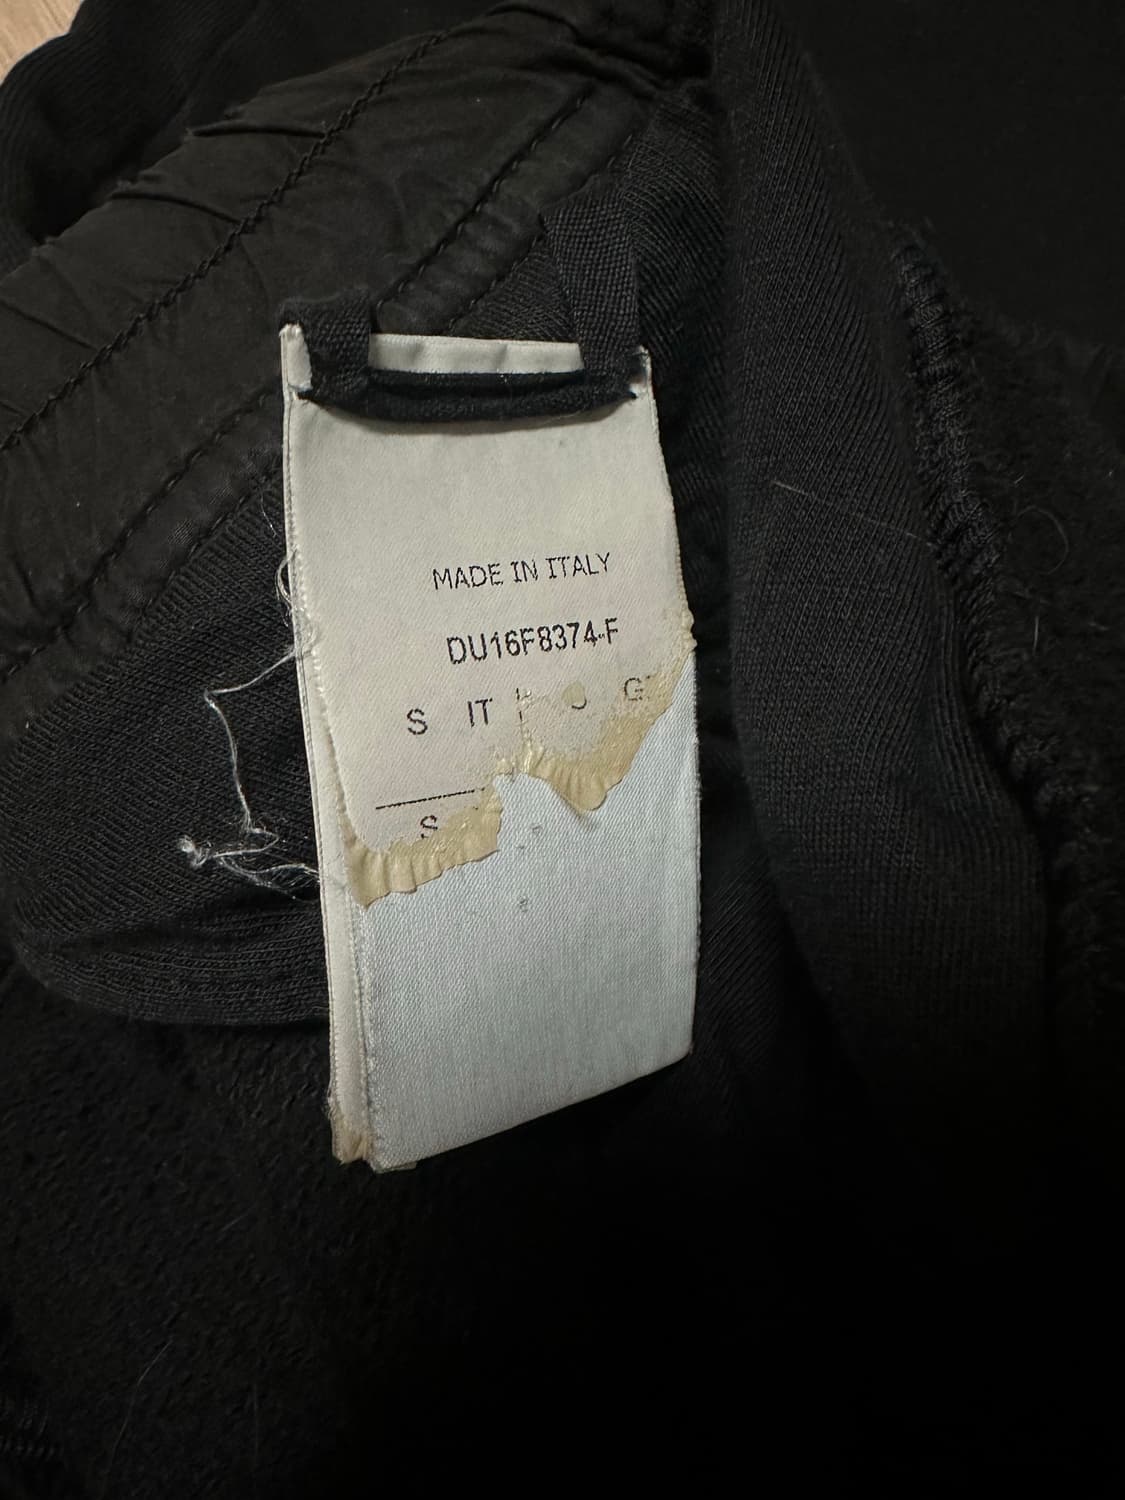 MADE IN ITALY
DU16F8374-F
S IT
S